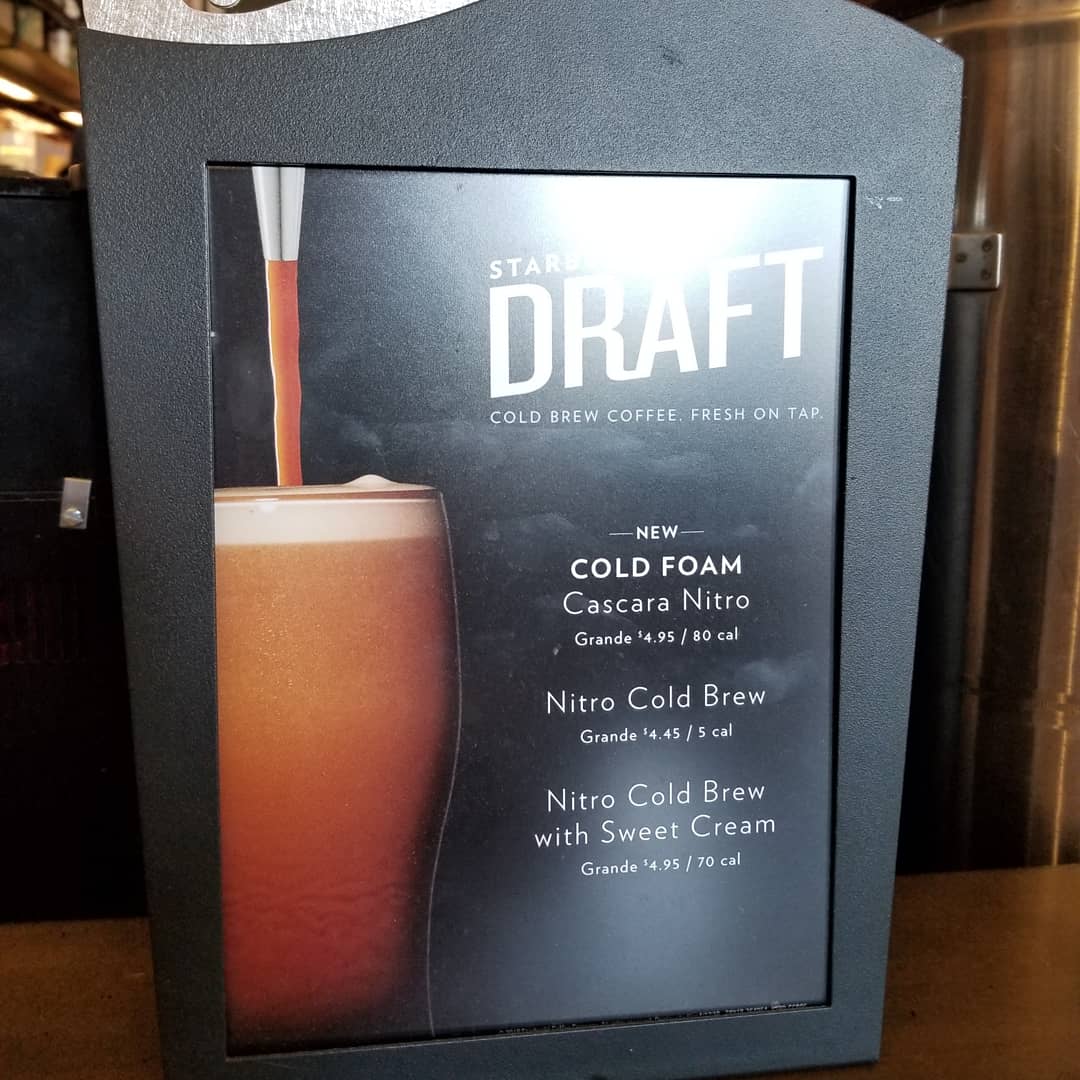 DRAFT
COLD BREW COFFEE. FRESH ON TAP.
NEW
COLD FOAM
Cascara Nitro
Grande $4.95 / 80 cal
Nitro Cold Brew
Grande $4.45 / 5 cal
Nitro Cold Brew
with Sweet Cream
Grande $4.95 / 70 cal